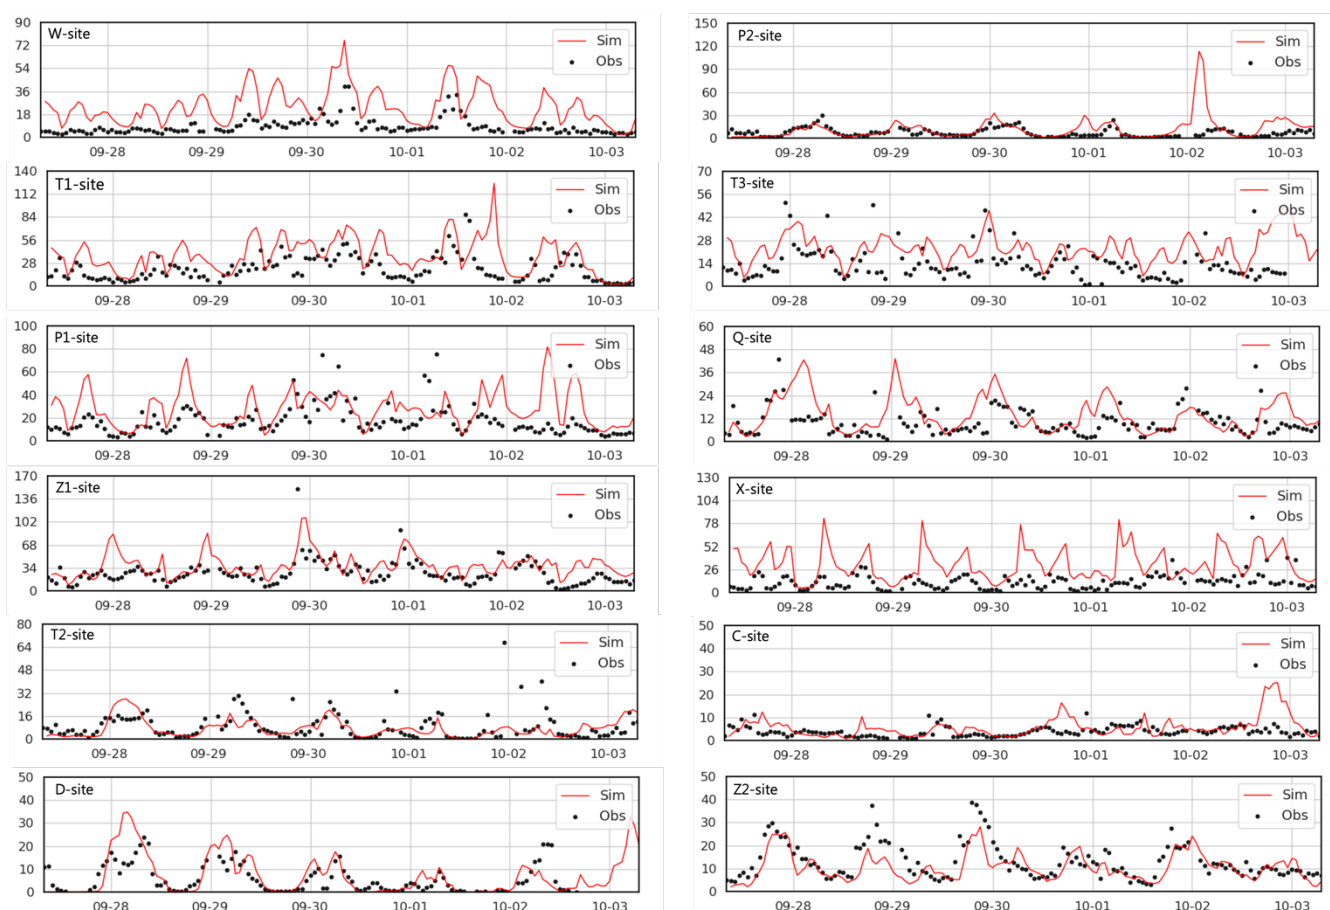 W-site
90
72
54
36
18
0
Sim
Obs
09-28 09-29 09-30 10-01 10-02 10-03
P2-site
150
120
90
60
30
0
Sim
Obs
09-28 09-29 09-30 10-01 10-02 10-03
T1-site
140
112
84
56
28
0
Sim
Obs
09-28 09-29 09-30 10-01 10-02 10-03
T3-site
70
56
42
28
14
0
Sim
Obs
09-28 09-29 09-30 10-01 10-02 10-03
P1-site
100
80
60
40
20
0
Sim
Obs
09-28 09-29 09-30 10-01 10-02 10-03
Q-site
60
48
36
24
12
0
Sim
Obs
09-28 09-29 09-30 10-01 10-02 10-03
Z1-site
170
136
102
68
34
0
Sim
Obs
09-28 09-29 09-30 10-01 10-02 10-03
X-site
130
104
78
52
26
0
Sim
Obs
09-28 09-29 09-30 10-01 10-02 10-03
T2-site
80
64
48
32
16
0
Sim
Obs
09-28 09-29 09-30 10-01 10-02 10-03
C-site
50
40
30
20
10
0
Sim
Obs
09-28 09-29 09-30 10-01 10-02 10-03
D-site
50
40
30
20
10
0
Sim
Obs
09-28 09-29 09-30 10-01 10-02 10-03
Z2-site
50
40
30
20
10
0
Sim
Obs
09-28 09-29 09-30 10-01 10-02 10-03